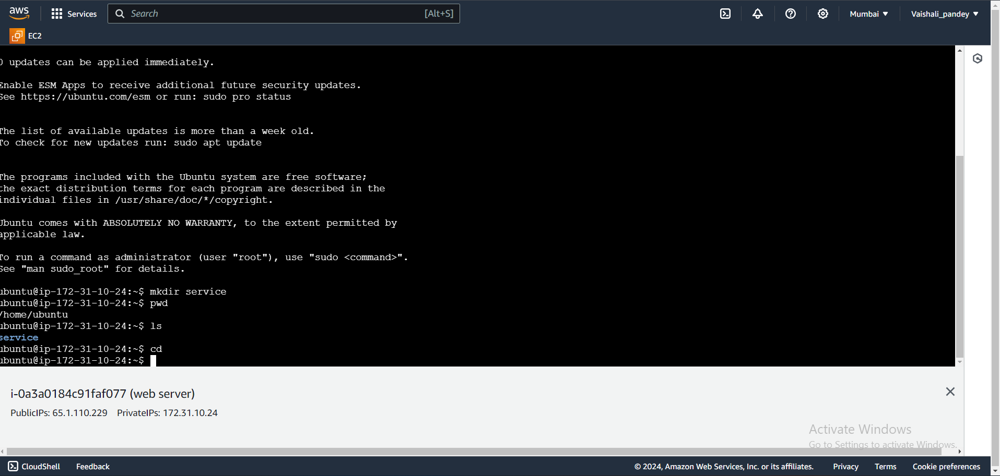 aws
Services
Search
[Alt+S]
Mumbai
Vaishali_pandey
EC2
0 updates can be applied immediately.
Enable ESM Apps to receive additional future security updates.
See https://ubuntu.com/esm or run: sudo pro status
The list of available updates is more than a week old.
To check for new updates run: sudo apt update
The programs included with the Ubuntu system are free software;
the exact distribution terms for each program are described in the
individual files in /usr/share/doc/*/copyright.
Ubuntu comes with ABSOLUTELY NO WARRANTY, to the extent permitted by
applicable law.
To run a command as administrator (user "root"), use "sudo <command>".
See "man sudo_root" for details.
ubuntu@ip-172-31-10-24:~$ mkdir service
ubuntu@ip-172-31-10-24:~$ pwd
/home/ubuntu
ubuntu@ip-172-31-10-24:~$ ls
service
ubuntu@ip-172-31-10-24:~$ cd
ubuntu@ip-172-31-10-24:~$
i-0a3a0184c91faf077 (web server)
PublicIPs: 65.1.110.229 PrivateIPs: 172.31.10.24
Activate Windows
Go to Settings to activate Windows.
CloudShell
Feedback
© 2024, Amazon Web Services, Inc. or its affiliates.
Privacy
Terms
Cookie preferences